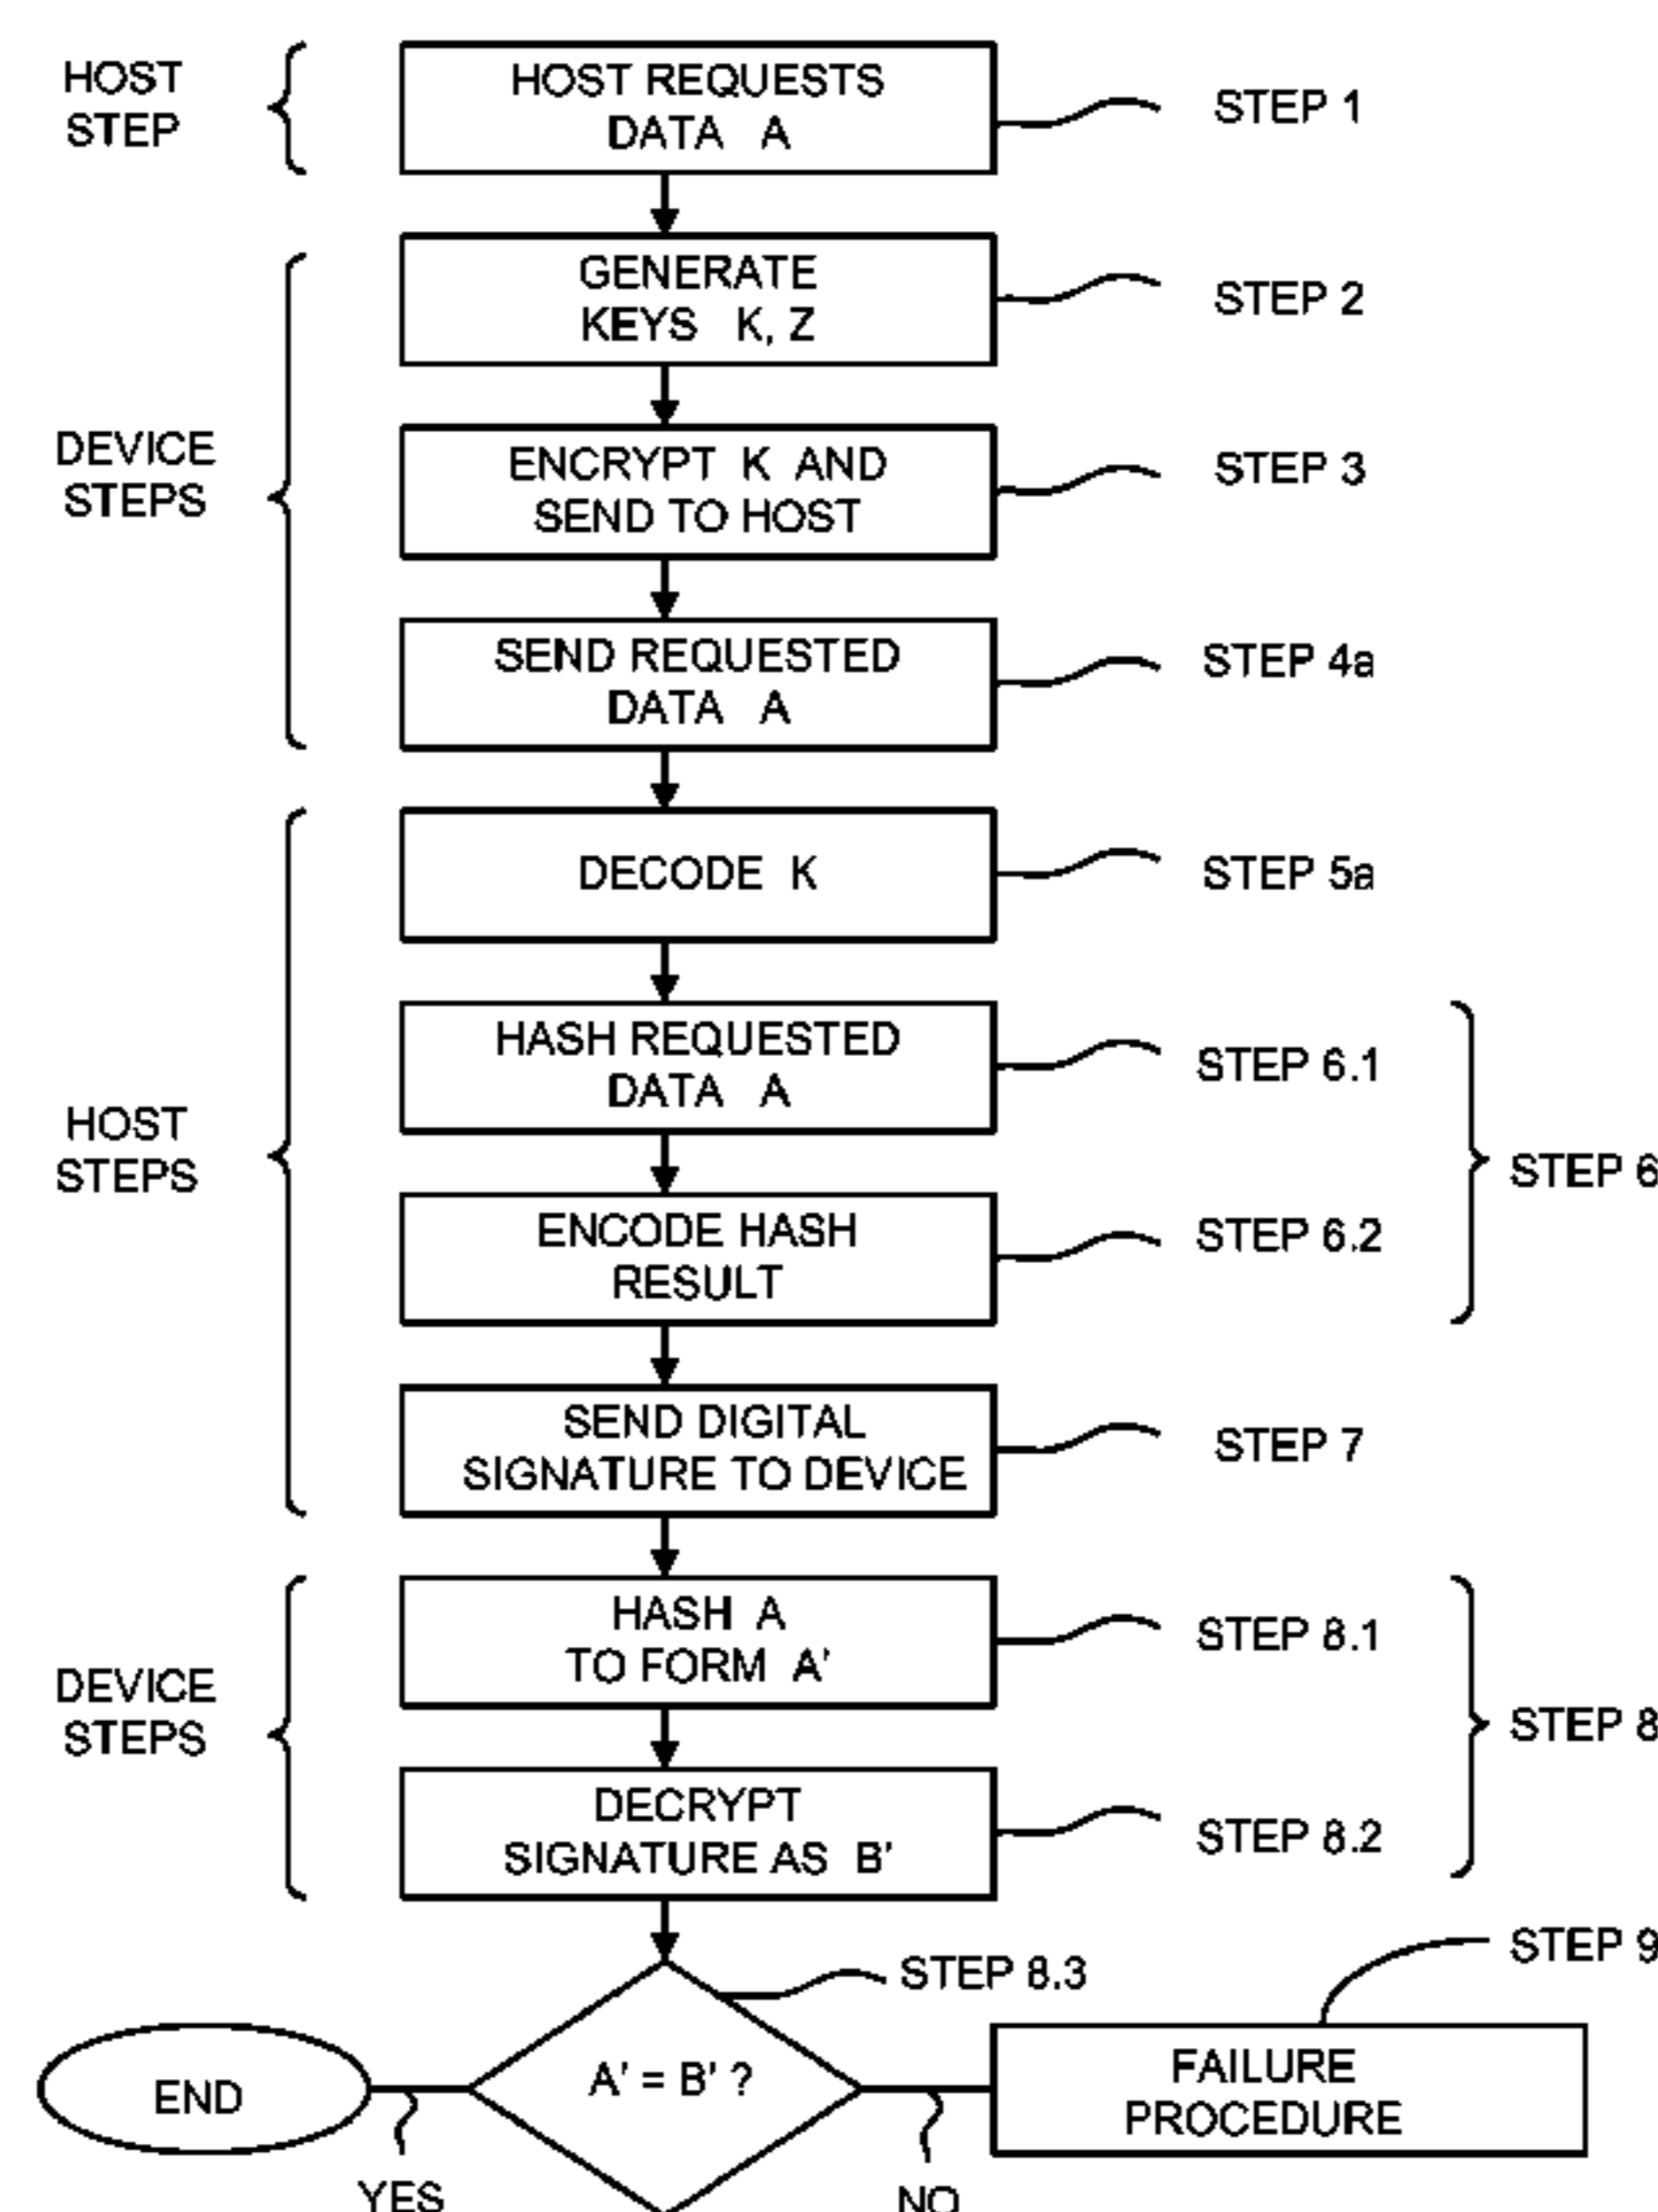 HOST
STEP
HOST REQUESTS
DATA A
STEP 1
GENERATE
KEYS K, Z
STEP 2
DEVICE
STEPS
ENCRYPT K AND
SEND TO HOST
STEP 3
SEND REQUESTED
DATA A
STEP 4a
DECODE K
STEP 5a
HOST
STEPS
HASH REQUESTED
DATA A
STEP 6.1
ENCODE HASH
RESULT
STEP 6.2
STEP 6
SEND DIGITAL
SIGNATURE TO DEVICE
STEP 7
DEVICE
STEPS
HASH A
TO FORM A'
STEP 8.1
DECRYPT
SIGNATURE AS B'
STEP 8.2
STEP 8
STEP 8.3
STEP 9
END
A' = B' ?
FAILURE
PROCEDURE
YES
NO